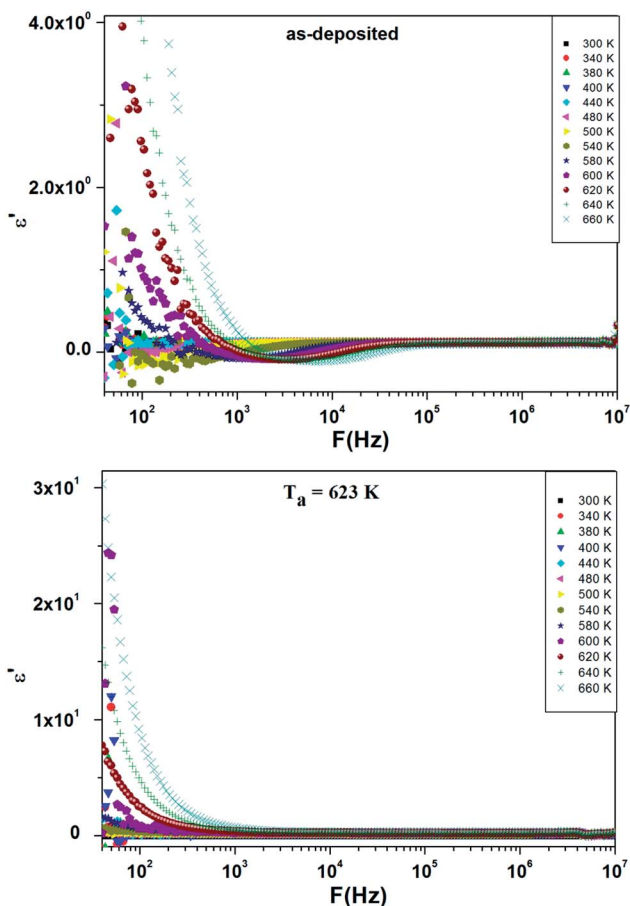 4.0x10⁰
as-deposited
300 K
340 K
380 K
400 K
440 K
480 K
500 K
540 K
580 K
600 K
620 K
640 K
660 K
2.0x10⁰
ε'
0.0
10² 10³ 10⁴ 10⁵ 10⁶ 10⁷
F(Hz)
3x10¹
Tₐ = 623 K
300 K
340 K
380 K
400 K
440 K
480 K
500 K
540 K
580 K
600 K
620 K
640 K
660 K
2x10¹
ε'
1x10¹
0
10² 10³ 10⁴ 10⁵ 10⁶ 10⁷
F(Hz)